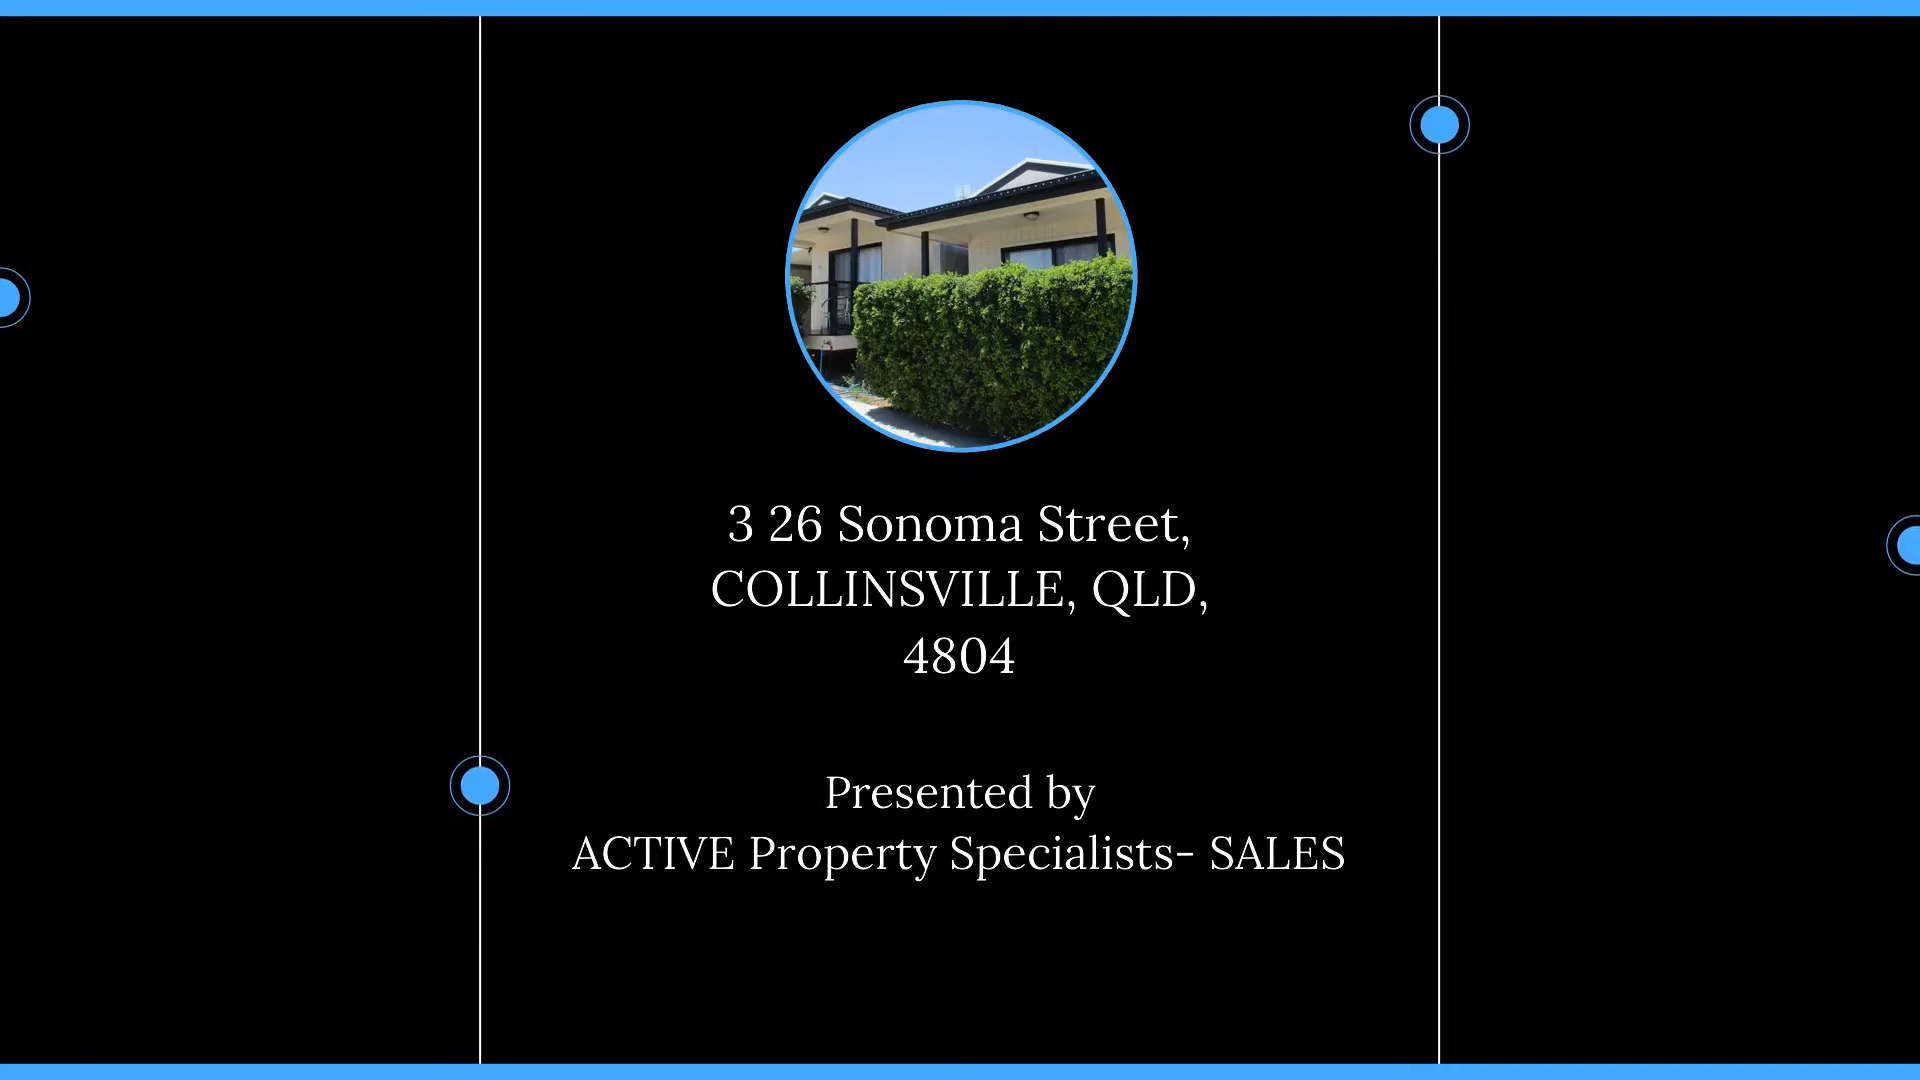 3 26 Sonoma Street,
COLLINSVILLE, QLD,
4804
Presented by
ACTIVE Property Specialists- SALES